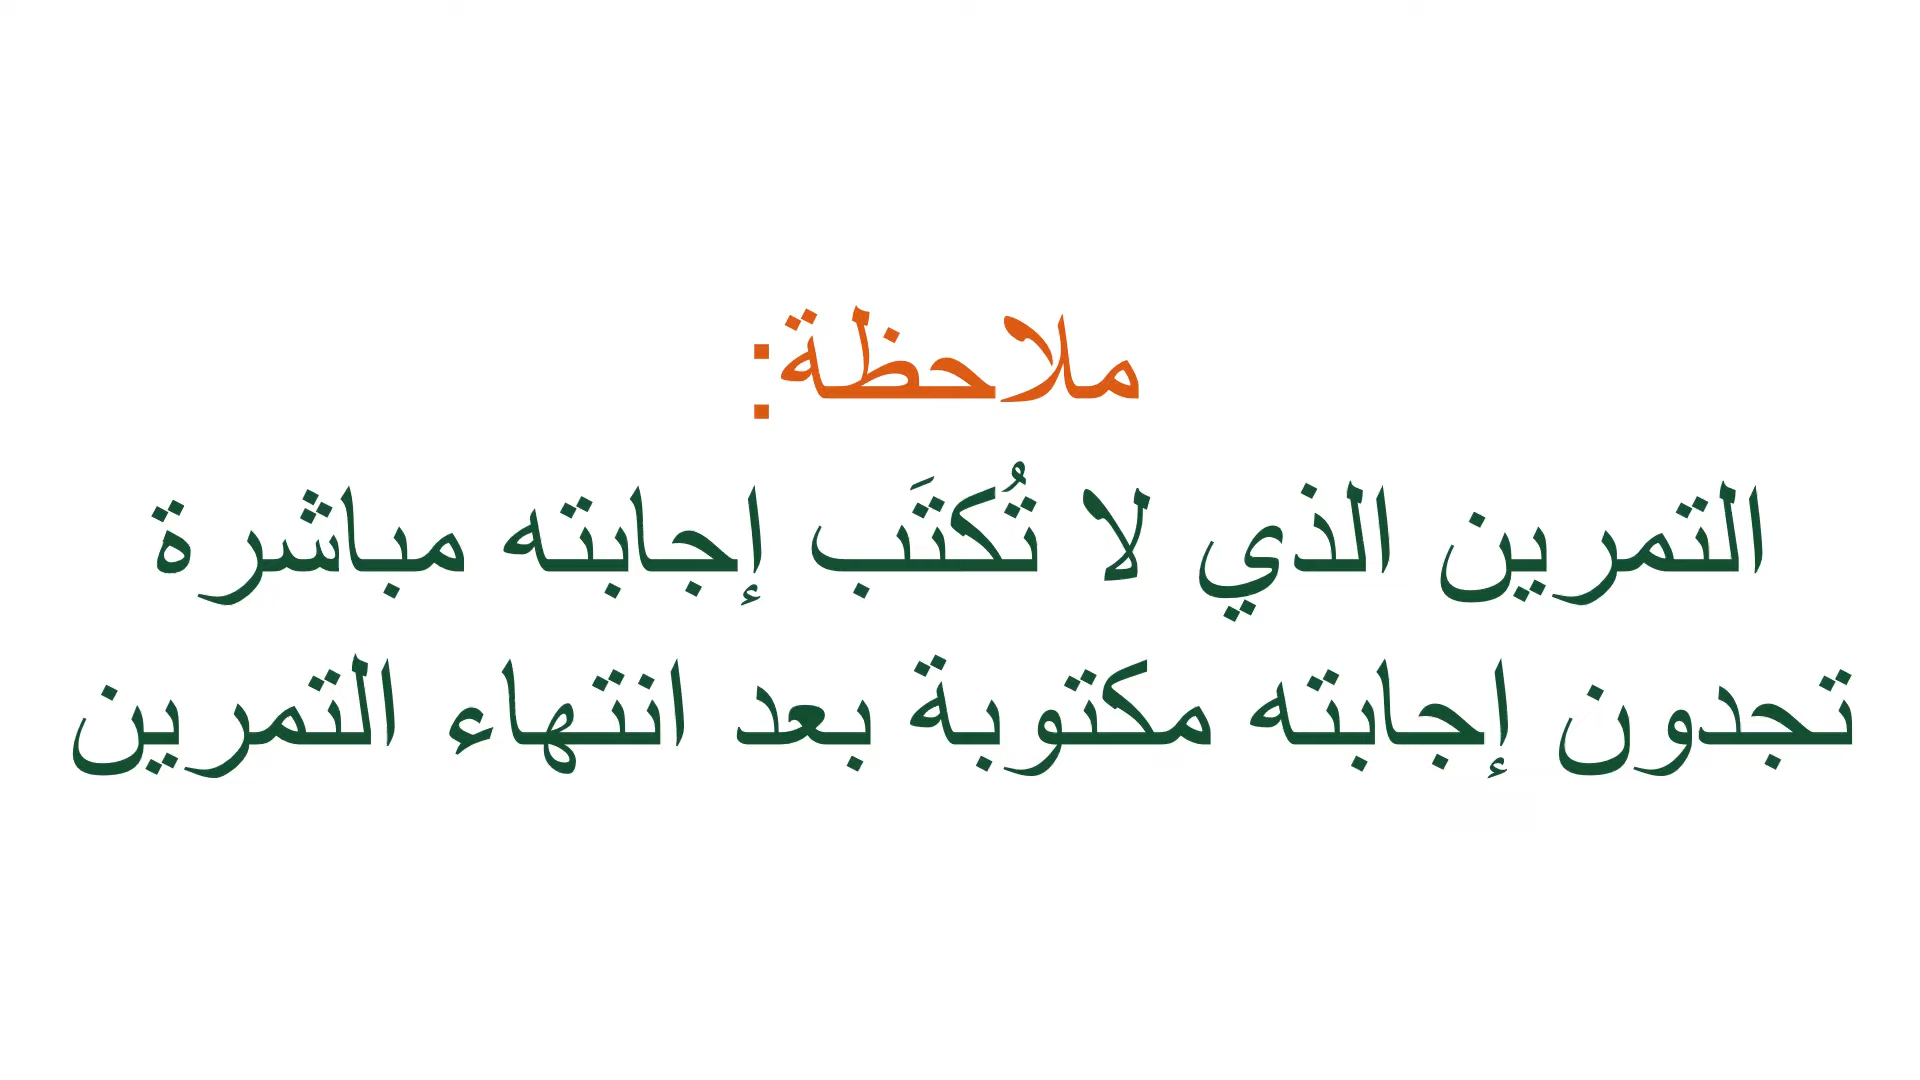 ملاحظة:
التمرين الذي لا تُكتَب إجابته مباشرة
تجدون إجابته مكتوبة بعد انتهاء التمرين